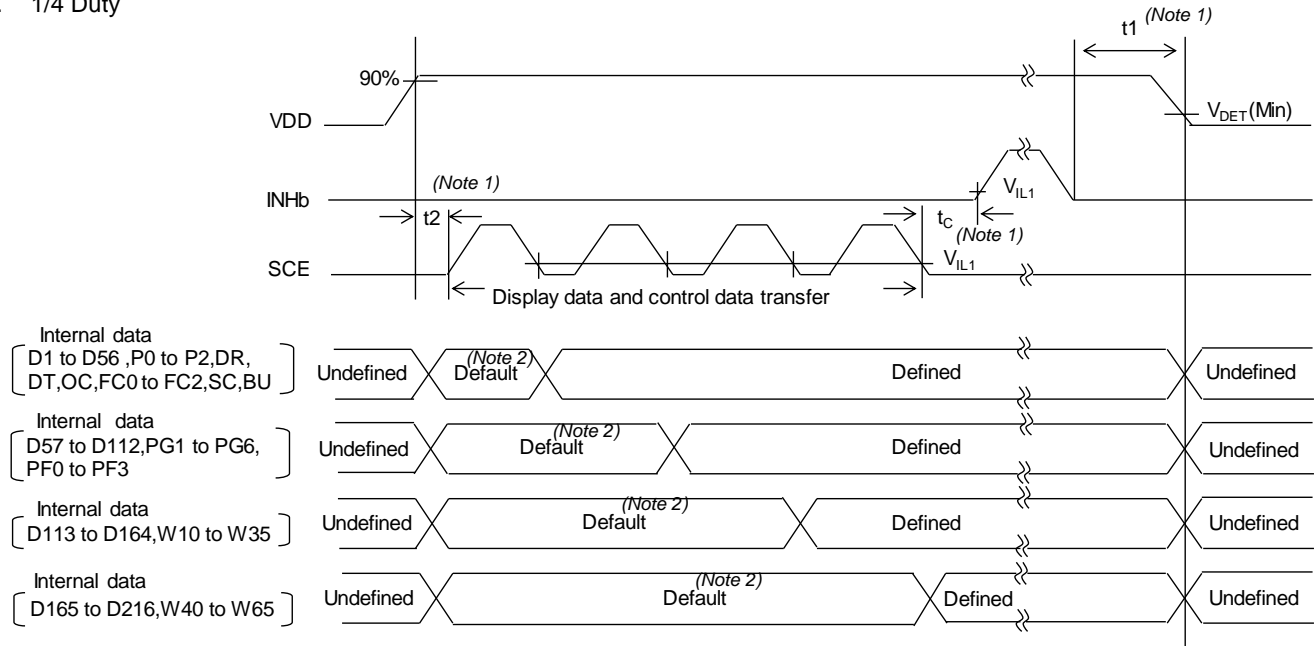 . 1/4 Duty
t1 (Note 1)
90%
VDD
VDET(Min)
(Note 1)
INHb
VIL1
t2
tC
(Note 1)
SCE
VIL1
Display data and control data transfer
Internal data
D1 to D56 ,P0 to P2,DR,
DT,OC,FC0 to FC2,SC,BU
Undefined
(Note 2)
Default
Defined
Undefined
Internal data
D57 to D112,PG1 to PG6,
PF0 to PF3
Undefined
(Note 2)
Default
Defined
Undefined
Internal data
D113 to D164,W10 to W35
Undefined
(Note 2)
Default
Defined
Undefined
Internal data
D165 to D216,W40 to W65
Undefined
(Note 2)
Default
Defined
Undefined